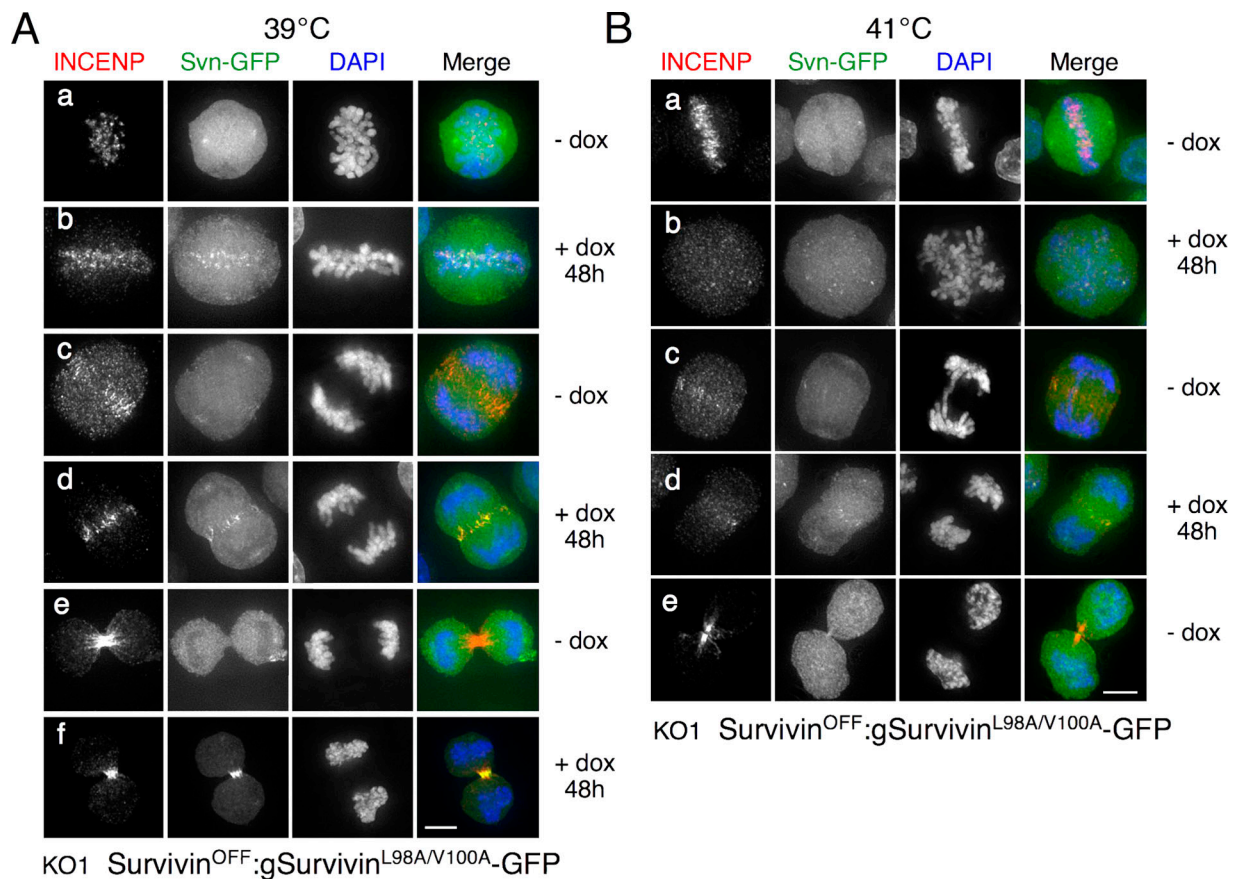 A
39°C
INCENP Svn-GFP DAPI Merge
a
- dox
b
+ dox
48h
c
- dox
d
+ dox
48h
e
- dox
f
+ dox
48h
KO1 Survivin^OFF:gSurvivin^L98A/V100A-GFP
B
41°C
INCENP Svn-GFP DAPI Merge
a
- dox
b
+ dox
48h
c
- dox
d
+ dox
48h
e
- dox
KO1 Survivin^OFF:gSurvivin^L98A/V100A-GFP